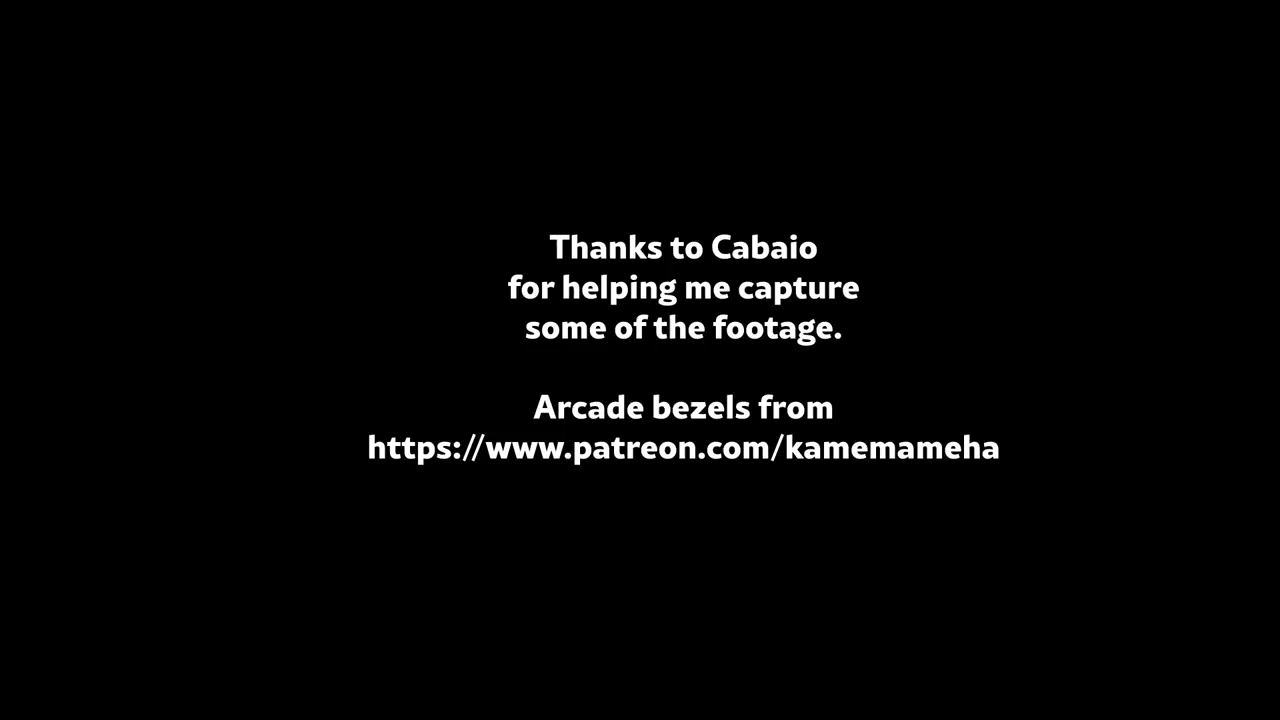 Thanks to Cabaio
for helping me capture
some of the footage.
Arcade bezels from
https://www.patreon.com/kamemameha